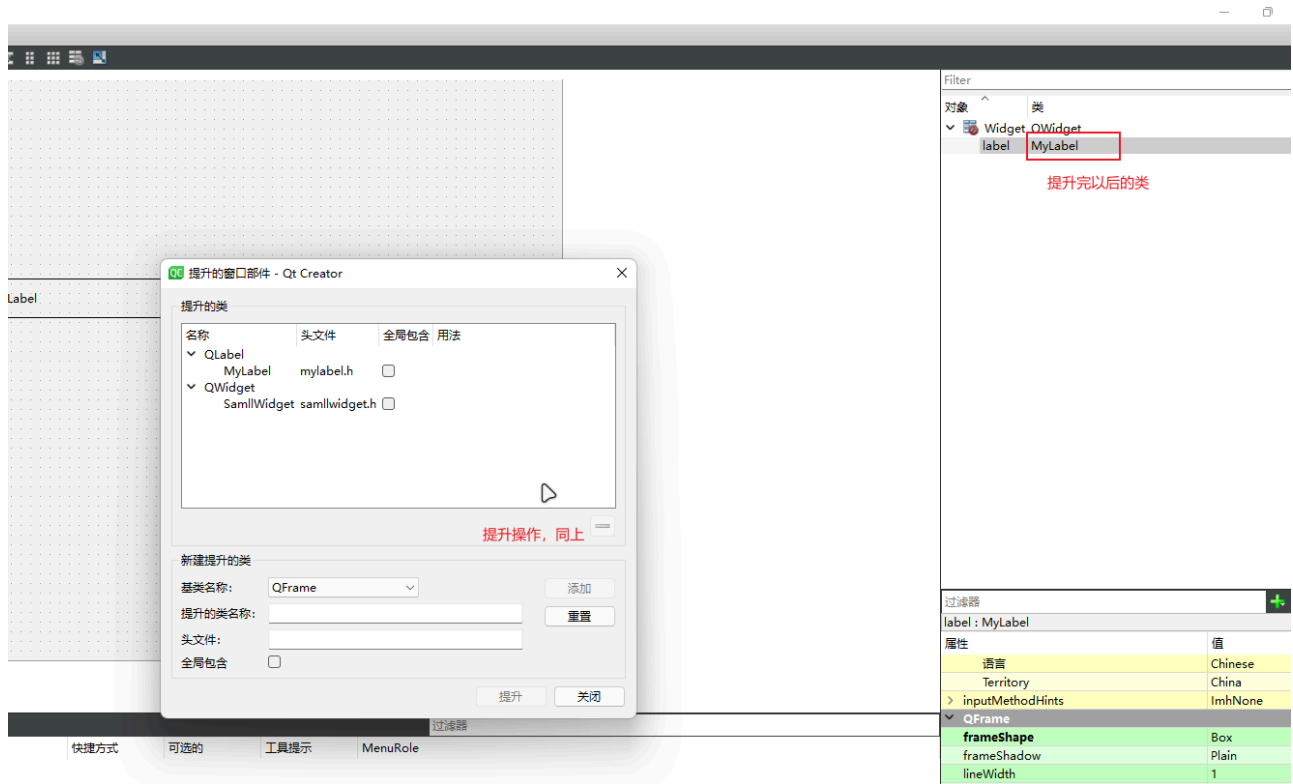 Filter
对象 类
Widget QWidget
label MyLabel
提升完以后的类
Label
提升的窗口部件 - Qt Creator
提升的类
名称 头文件 全局包含 用法
QLabel
MyLabel mylabel.h
QWidget
SamllWidget samllwidget.h
提升操作，同上
新建提升的类
基类名称: QFrame 添加
提升的类名称: 重置
头文件:
全局包含
提升 关闭
过滤器
label : MyLabel
属性 值
语言 Chinese
Territory China
inputMethodHints ImhNone
QFrame
frameShape Box
frameShadow Plain
lineWidth 1
过滤器
快捷方式 可选的 工具提示 MenuRole